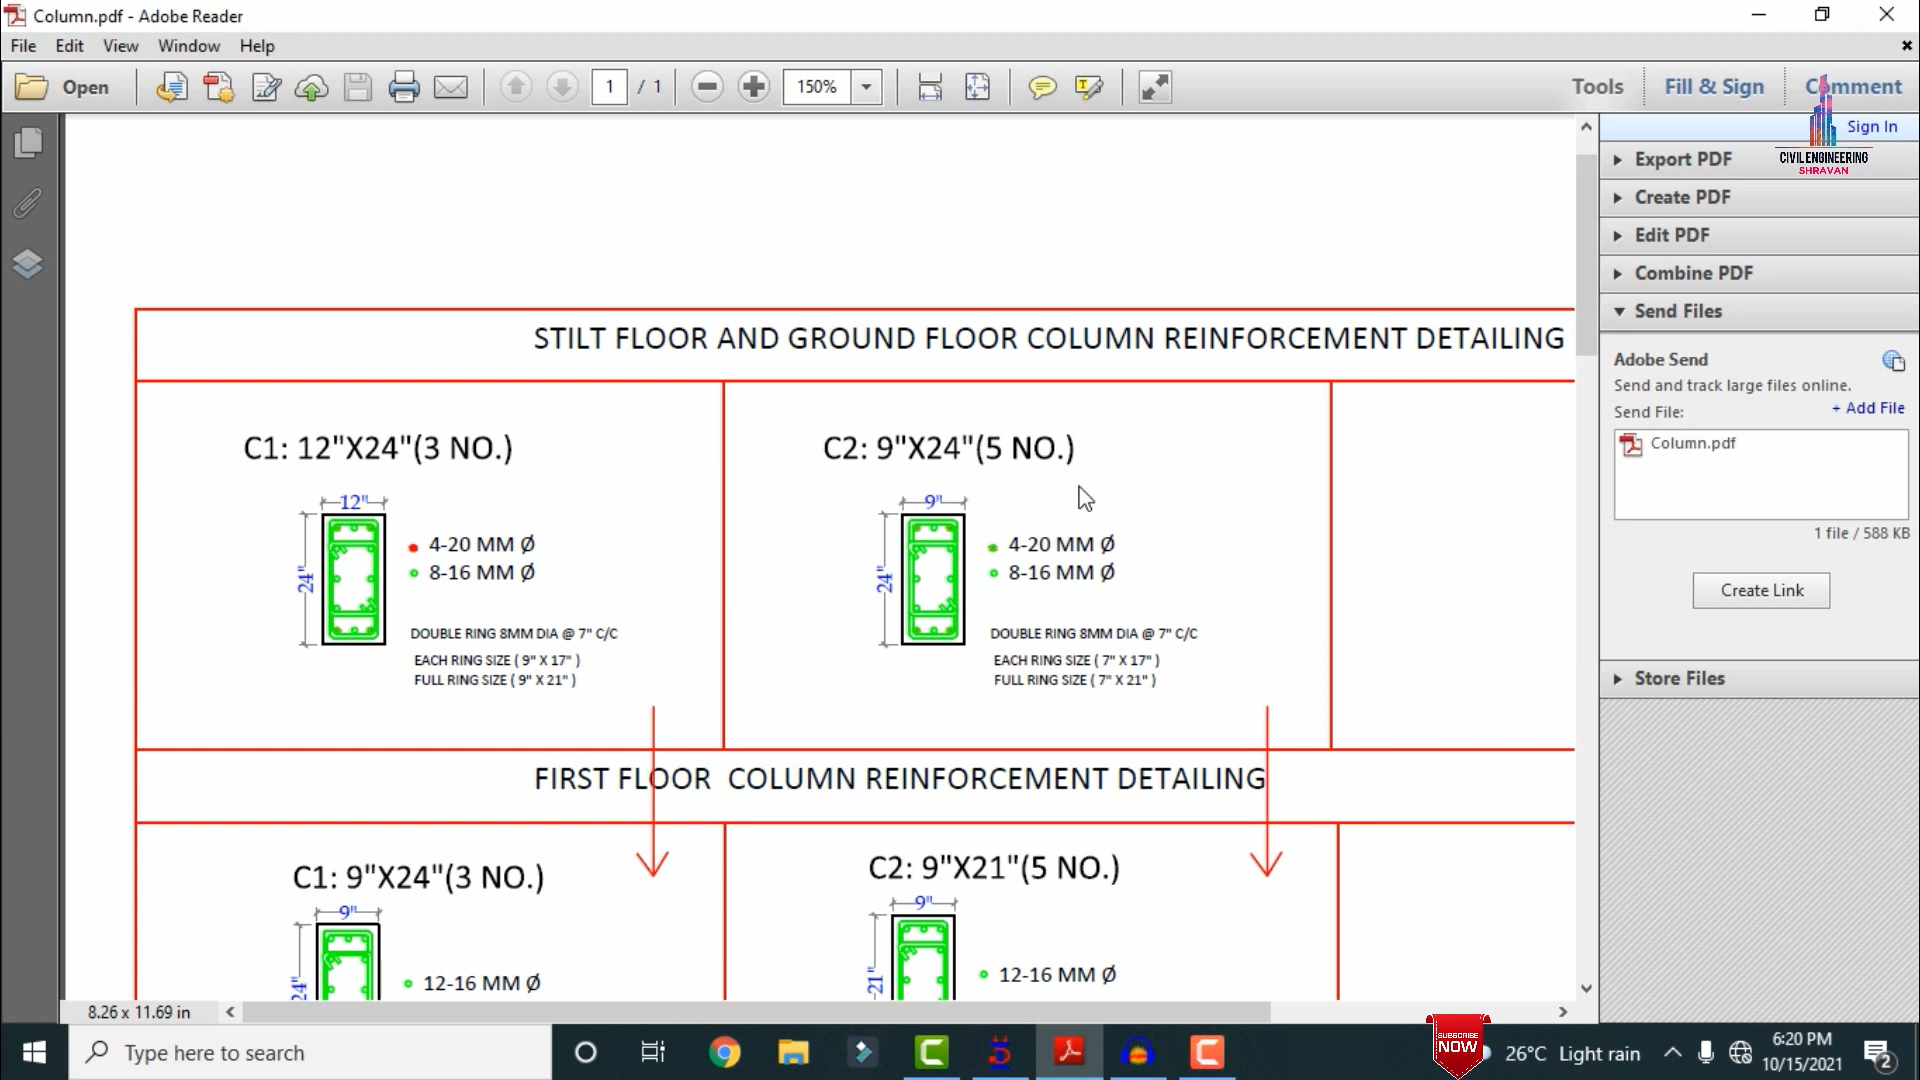 Column.pdf - Adobe Reader
File Edit View Window Help
Open 1 / 1 150% Tools Fill & Sign Comment
Sign In
CIVIL ENGINEERING
SHRAVAN
Export PDF
Create PDF
Edit PDF
Combine PDF
Send Files
Adobe Send
Send and track large files online.
Send File: + Add File
Column.pdf
1 file / 588 KB
Create Link
Store Files
STILT FLOOR AND GROUND FLOOR COLUMN REINFORCEMENT DETAILING
C1: 12"X24"(3 NO.)
12"
24"
4-20 MM Ø
8-16 MM Ø
DOUBLE RING 8MM DIA @ 7" C/C
EACH RING SIZE ( 9" X 17" )
FULL RING SIZE ( 9" X 21" )
C2: 9"X24"(5 NO.)
9"
24"
4-20 MM Ø
8-16 MM Ø
DOUBLE RING 8MM DIA @ 7" C/C
EACH RING SIZE ( 7" X 17" )
FULL RING SIZE ( 7" X 21" )
FIRST FLOOR COLUMN REINFORCEMENT DETAILING
C1: 9"X24"(3 NO.)
9"
24"
12-16 MM Ø
C2: 9"X21"(5 NO.)
9"
21"
12-16 MM Ø
8.26 x 11.69 in
Type here to search
SUBSCRIBE
NOW
26°C Light rain
6:20 PM
10/15/2021
2